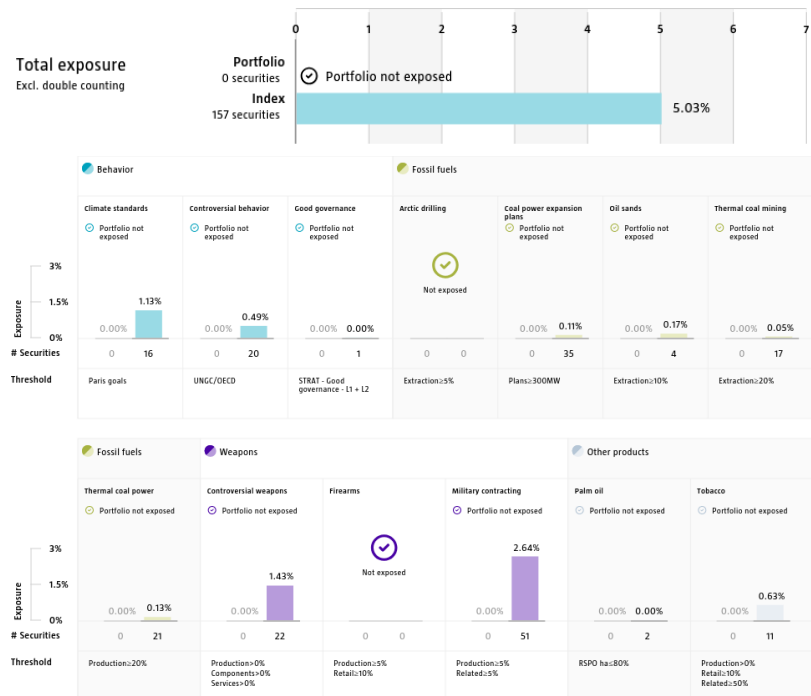 0 1 2 3 4 5 6 7
Total exposure
Excl. double counting
Portfolio
0 securities
Portfolio not exposed
Index
157 securities
5.03%
Behavior
Fossil fuels
Climate standards
Controversial behavior
Good governance
Arctic drilling
Coal power expansion
plans
Oil sands
Thermal coal mining
Portfolio not
exposed
Portfolio not
exposed
Portfolio not
exposed
Not exposed
Portfolio not
exposed
Portfolio not
exposed
Portfolio not
exposed
Exposure
3%
1.5%
0%
0.00% 1.13%
0.00% 0.49%
0.00% 0.00%
0.00% 0.11%
0.00% 0.17%
0.00% 0.05%
# Securities 0 16 0 20 0 1 0 0 0 35 0 4 0 17
Threshold
Paris goals
UNGC/OECD
STRAT - Good
governance - L1 + L2
Extraction≥5%
Plans≥300MW
Extraction≥10%
Extraction≥20%
Fossil fuels
Weapons
Other products
Thermal coal power
Controversial weapons
Firearms
Military contracting
Palm oil
Tobacco
Portfolio not exposed
Portfolio not exposed
Not exposed
Portfolio not exposed
Portfolio not exposed
Portfolio not exposed
Exposure
3%
1.5%
0%
0.00% 0.13%
0.00% 1.43%
0.00% 2.64%
0.00% 0.00%
0.00% 0.63%
# Securities 0 21 0 22 0 0 0 51 0 2 0 11
Threshold
Production≥20%
Production>0%
Components>0%
Services>0%
Production≥5%
Retail≥10%
Production≥5%
Related≥5%
RSPO ha≤80%
Production>0%
Retail≥10%
Related≥50%